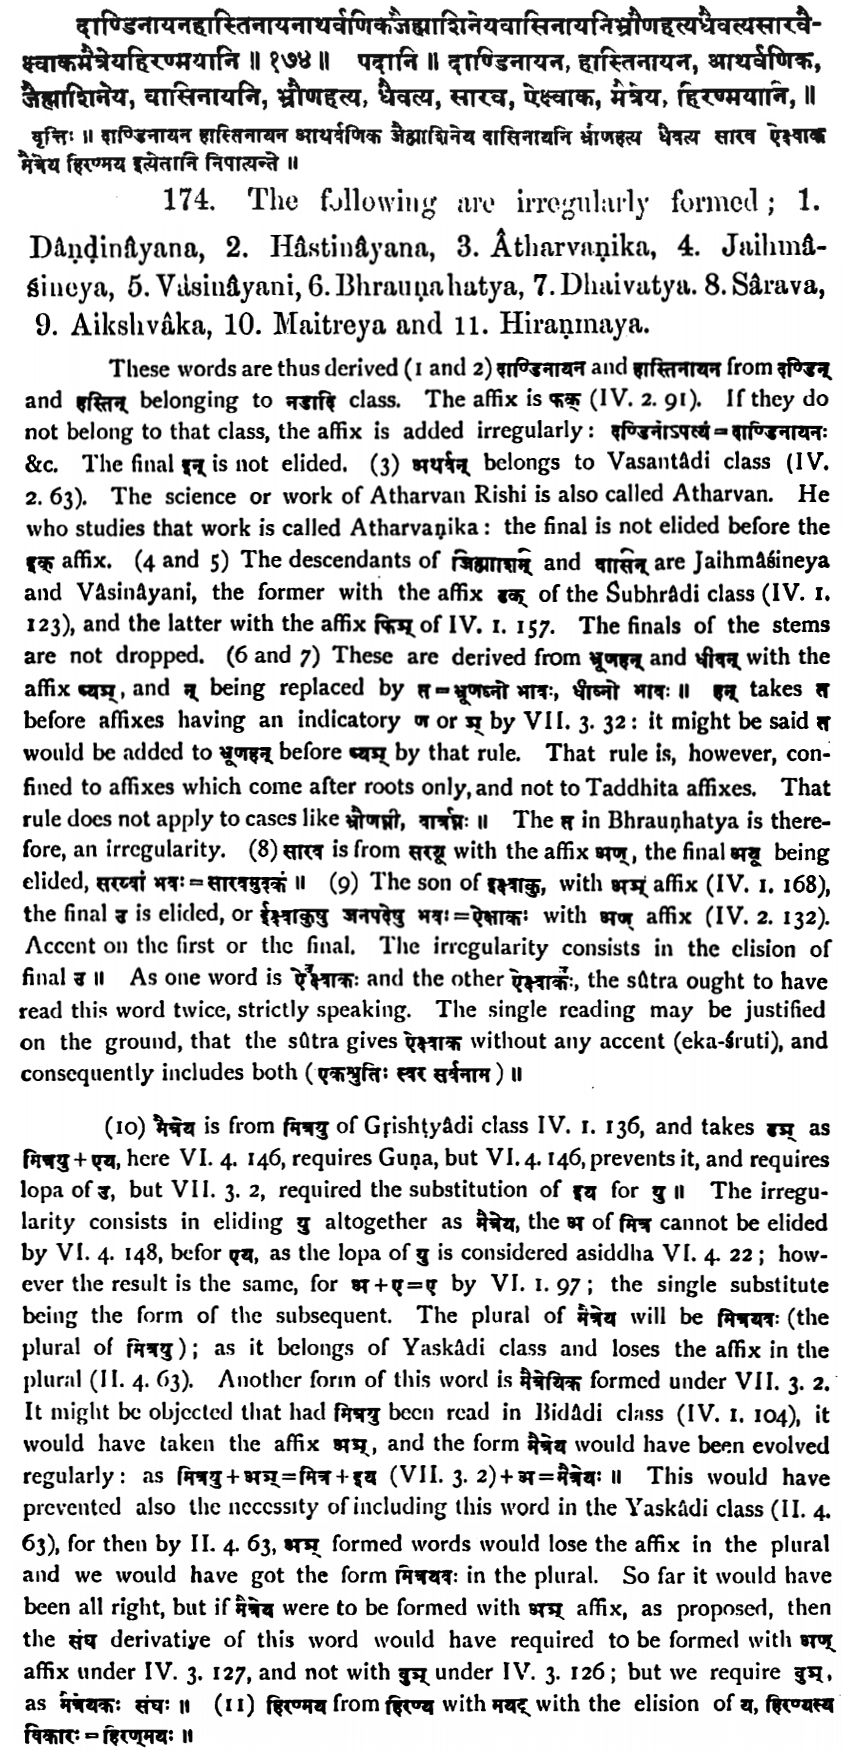 दाण्डिनायनहास्तिनायनाथर्वणिकजैह्माशिनेयवासिनायनिभ्रौणहत्यधैवत्यसारवै-
क्ष्वाकमैत्रेयहिरण्मयानि ॥ १७४ ॥ पदानि ॥ दाण्डिनायन, हास्तिनायन, आथर्वणिक,
जैह्माशिनेय, वासिनायनि, भ्रौणहत्य, धैवत्य, सारव, ऐक्ष्वाक, मैत्रेय, हिरण्मयानि, ॥
वृत्तिः ॥ दाण्डिनायन हास्तिनायन आथर्वणिक जैह्माशिनेय वासिनायनि भ्रौणहत्य धैवत्य सारव ऐक्ष्वाक
मैत्रेय हिरण्मय इत्येतानि निपात्यन्ते ॥
174. The following are irregularly formed; 1.
Dâṇḍinâyana, 2. Hâstinâyana, 3. Âtharvaṇika, 4. Jaihmâ-
śineya, 5. Vâsinâyani, 6. Bhrauṇahatya, 7. Dhaivatya. 8. Sârava,
9. Aikshvâka, 10. Maitreya and 11. Hiraṇmaya.
These words are thus derived (1 and 2) दाण्डिनायन and हास्तिनायन from दण्डिन्
and हस्तिन् belonging to नडादि class. The affix is फक् (IV. 2. 91). If they do
not belong to that class, the affix is added irregularly: दण्डिनोऽपत्यं = दाण्डिनायनः
&c. The final इन् is not elided. (3) अथर्वन् belongs to Vasantâdi class (IV.
2. 63). The science or work of Atharvan Rishi is also called Atharvan. He
who studies that work is called Atharvaṇika: the final is not elided before the
इक् affix. (4 and 5) The descendants of जिह्माशिन् and वासिन् are Jaihmâśineya
and Vâsinâyani, the former with the affix ढक् of the Śubhrâdi class (IV. 1.
123), and the latter with the affix फिञ् of IV. 1. 157. The finals of the stems
are not dropped. (6 and 7) These are derived from भ्रूणहन् and धीवन् with the
affix ष्यञ्, and न् being replaced by त = भ्रूणघ्नो भावः, धीव्नो भावः ॥ हन् takes त
before affixes having an indicatory ण or ञ् by VII. 3. 32: it might be said त
would be added to भ्रूणहन् before ष्यञ् by that rule. That rule is, however, con-
fined to affixes which come after roots only, and not to Taddhita affixes. That
rule does not apply to cases like भ्रौणघ्नी, वार्त्रघ्नः ॥ The त in Brauṇhatya is there-
fore, an irregularity. (8) सारव is from सरयू with the affix अण्, the final अयू being
elided, सरय्वां भवः = सारवमुदकं ॥ (9) The son of इक्ष्वाकु, with अञ् affix (IV. 1. 168),
the final उ is elided, or ईक्ष्वाकुषु जनपदेषु भवः = ऐक्ष्वाकः with अण् affix (IV. 2. 132).
Accent on the first or the final. The irregularity consists in the elision of
final उ ॥ As one word is ऐक्ष्वाकः and the other ऐक्ष्वाकः, the sûtra ought to have
read this word twice, strictly speaking. The single reading may be justified
on the ground, that the sûtra gives ऐक्ष्वाक without any accent (eka-śruti), and
consequently includes both (एकश्रुतिः स्वर सर्वनाम) ॥
(10) मैत्रेय is from मित्रयु of Gṛishṭyâdi class IV. 1. 136, and takes ढञ् as
मित्रयु + एय, here VI. 4. 146, requires Guṇa, but VI. 4. 146, prevents it, and requires
lopa of उ, but VII. 3. 2, required the substitution of इय for यु ॥ The irregu-
larity consists in eliding यु altogether as मैत्रेय, the अ of मित्र cannot be elided
by VI. 4. 148, befor एय, as the lopa of यु is considered asiddha VI. 4. 22; how-
ever the result is the same, for अ + ए = ए by VI. 1. 97; the single substitute
being the form of the subsequent. The plural of मैत्रेय will be मित्रयवः (the
plural of मित्रयु); as it belongs of Yaskâdi class and loses the affix in the
plural (II. 4. 63). Another form of this word is मैत्रेयिक formed under VII. 3. 2.
It might be objected that had मित्रयु been read in Bidâdi class (IV. 1. 104), it
would have taken the affix अञ्, and the form मैत्रेय would have been evolved
regularly: as मित्रयु + अञ् = मित्र + इय (VII. 3. 2) + अ = मैत्रेयः ॥ This would have
prevented also the necessity of including this word in the Yaskâdi class (II. 4.
63), for then by II. 4. 63, अञ् formed words would lose the affix in the plural
and we would have got the form मित्रयवः in the plural. So far it would have
been all right, but if मैत्रेय were to be formed with अञ् affix, as proposed, then
the संघ derivative of this word would have required to be formed with अण्
affix under IV. 3. 127, and not with वुञ् under IV. 3. 126; but we require वुञ्,
as मैत्रेयकः संघः ॥ (11) हिरण्मय from हिरण्य with मयट् with the elision of य, हिरण्यस्य
विकारः = हिरण्मयः ॥